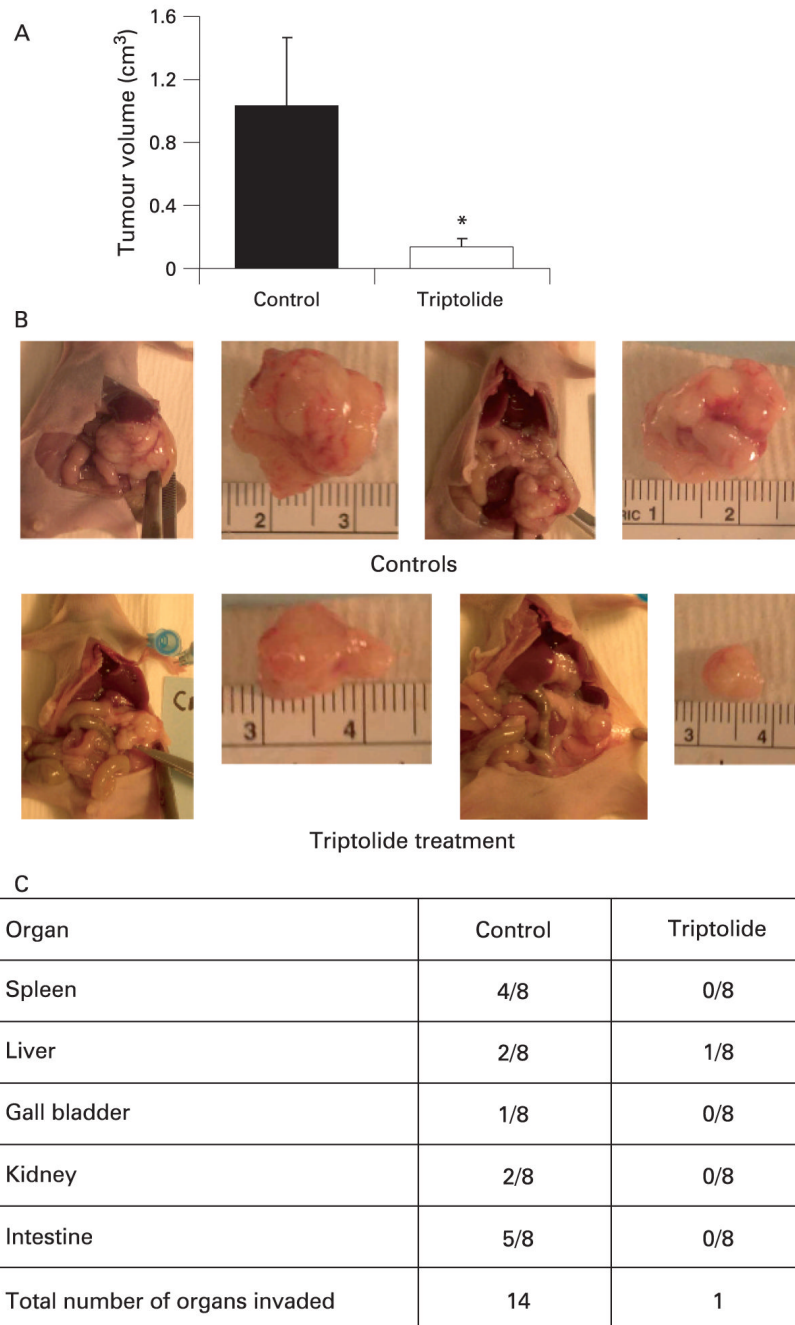 A
1.6
1.2
0.8
0.4
0
Tumour volume (cm³)
*
Control Triptolide
B
2 3
RIC 1 2
Controls
3 4
3 4
Triptolide treatment
C
Organ Control Triptolide
Spleen 4/8 0/8
Liver 2/8 1/8
Gall bladder 1/8 0/8
Kidney 2/8 0/8
Intestine 5/8 0/8
Total number of organs invaded 14 1